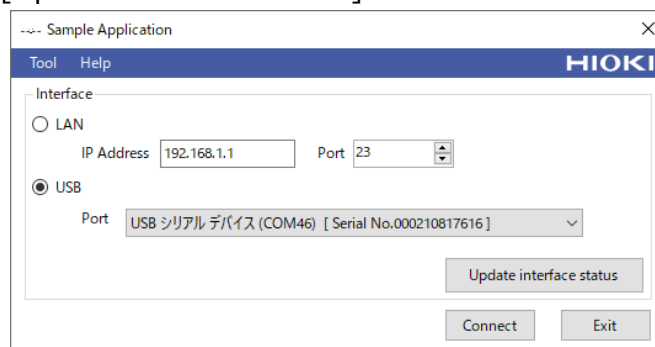 Sample Application
Tool Help HIOKI
Interface
LAN
IP Address 192.168.1.1 Port 23
USB
Port USB シリアル デバイス (COM46) [ Serial No.000210817616 ]
Update interface status
Connect Exit